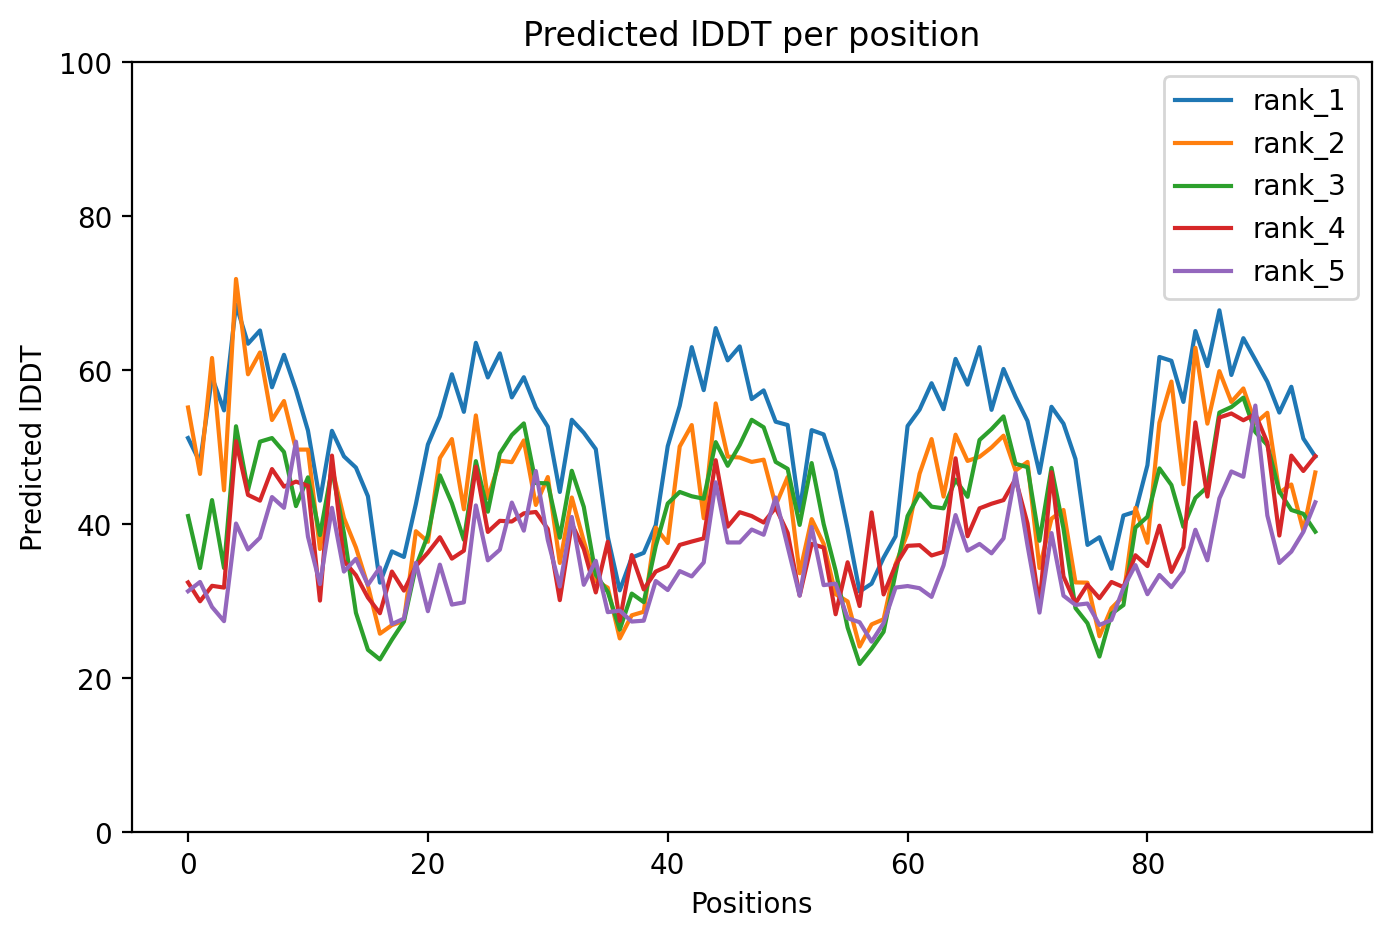 Predicted lDDT per position
100
80
60
40
20
0
Predicted lDDT
rank_1
rank_2
rank_3
rank_4
rank_5
0 20 40 60 80
Positions